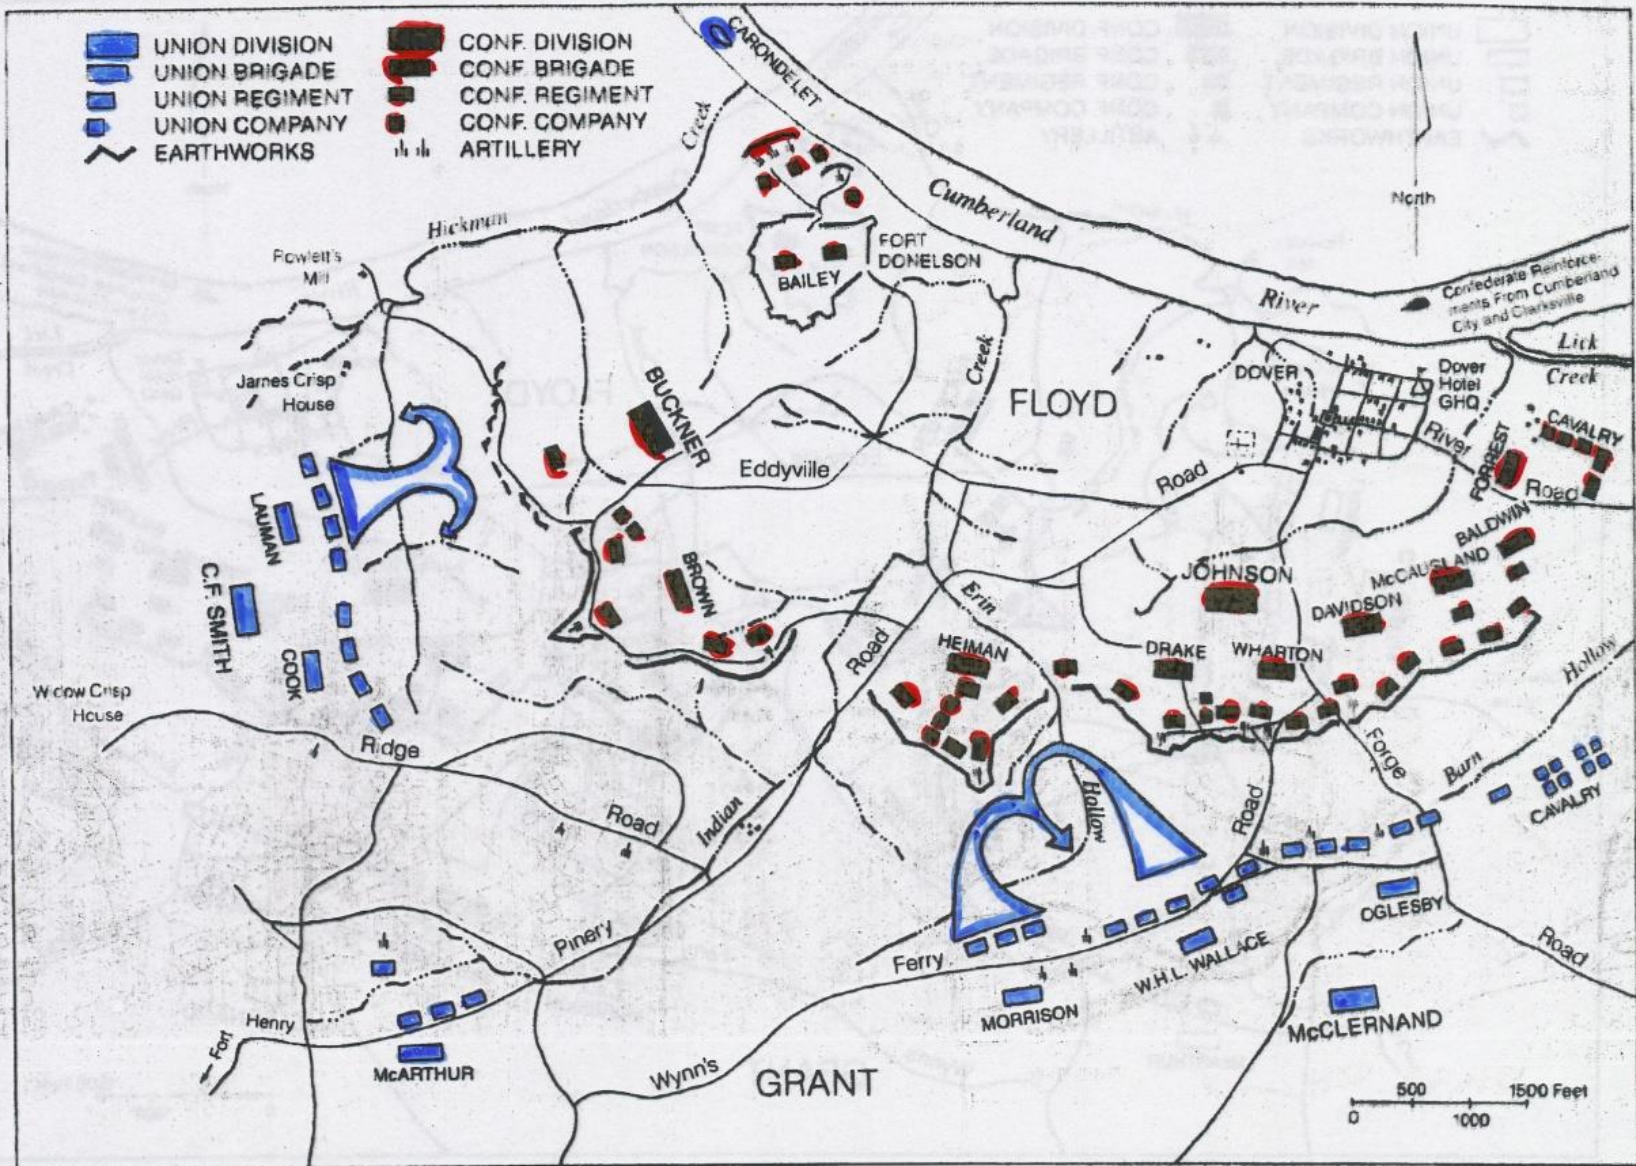 UNION DIVISION
UNION BRIGADE
UNION REGIMENT
UNION COMPANY
EARTHWORKS
CONF. DIVISION
CONF. BRIGADE
CONF. REGIMENT
CONF. COMPANY
ARTILLERY
CARONDELET
North
Creek
Hickman
Cumberland
River
Rowlett's
Mill
FORT
DONELSON
BAILEY
Confederate Reinforce-
ments From Cumberland
City and Clarksville
Lick
Creek
James Crisp
House
BUCKNER
Creek
FLOYD
DOVER
Dover
Hotel
GHQ
River
Road
FORREST
CAVALRY
Eddyville
Road
LAUMAN
C.F. SMITH
COOK
BROWN
Erin
Hollow
JOHNSON
BALDWIN
McCAUSLAND
DAVIDSON
HEIMAN
DRAKE
WHARTON
Road
Widow Crisp
House
Ridge
Road
Indian
Forge
Road
Barn
Hollow
CAVALRY
Road
OGLESBY
Pinery
Ferry
W.H.L. WALLACE
MORRISON
McCLERNAND
Henry
Fort
McARTHUR
Wynn's
GRANT
500 1500 Feet
0 1000